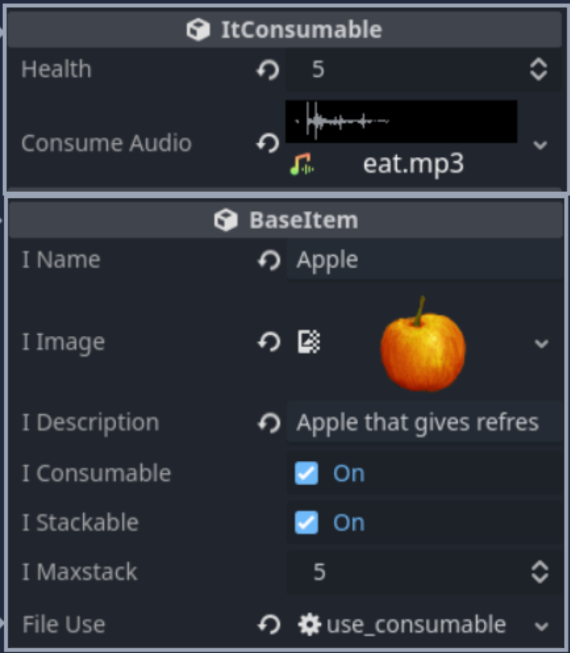 ItConsumable
Health 5
Consume Audio eat.mp3
BaseItem
I Name Apple
I Image
I Description Apple that gives refres
I Consumable On
I Stackable On
I Maxstack 5
File Use use_consumable